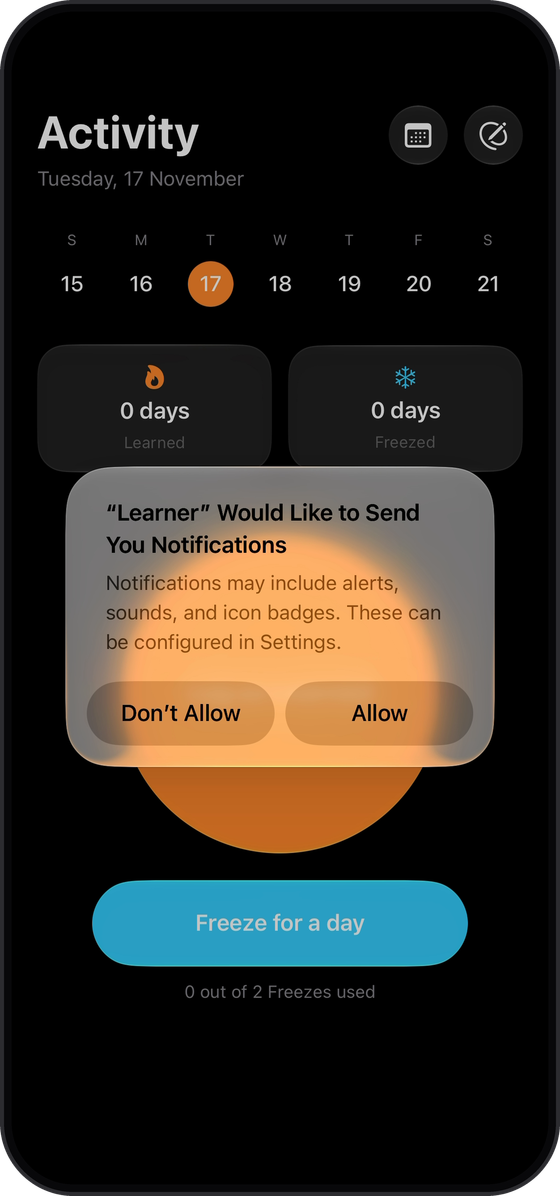 Activity
Tuesday, 17 November
S M T W T F S
15 16 17 18 19 20 21
0 days 0 days
Learned Freezed
“Learner” Would Like to Send
You Notifications
Notifications may include alerts,
sounds, and icon badges. These can
be configured in Settings.
Don’t Allow Allow
Freeze for a day
0 out of 2 Freezes used